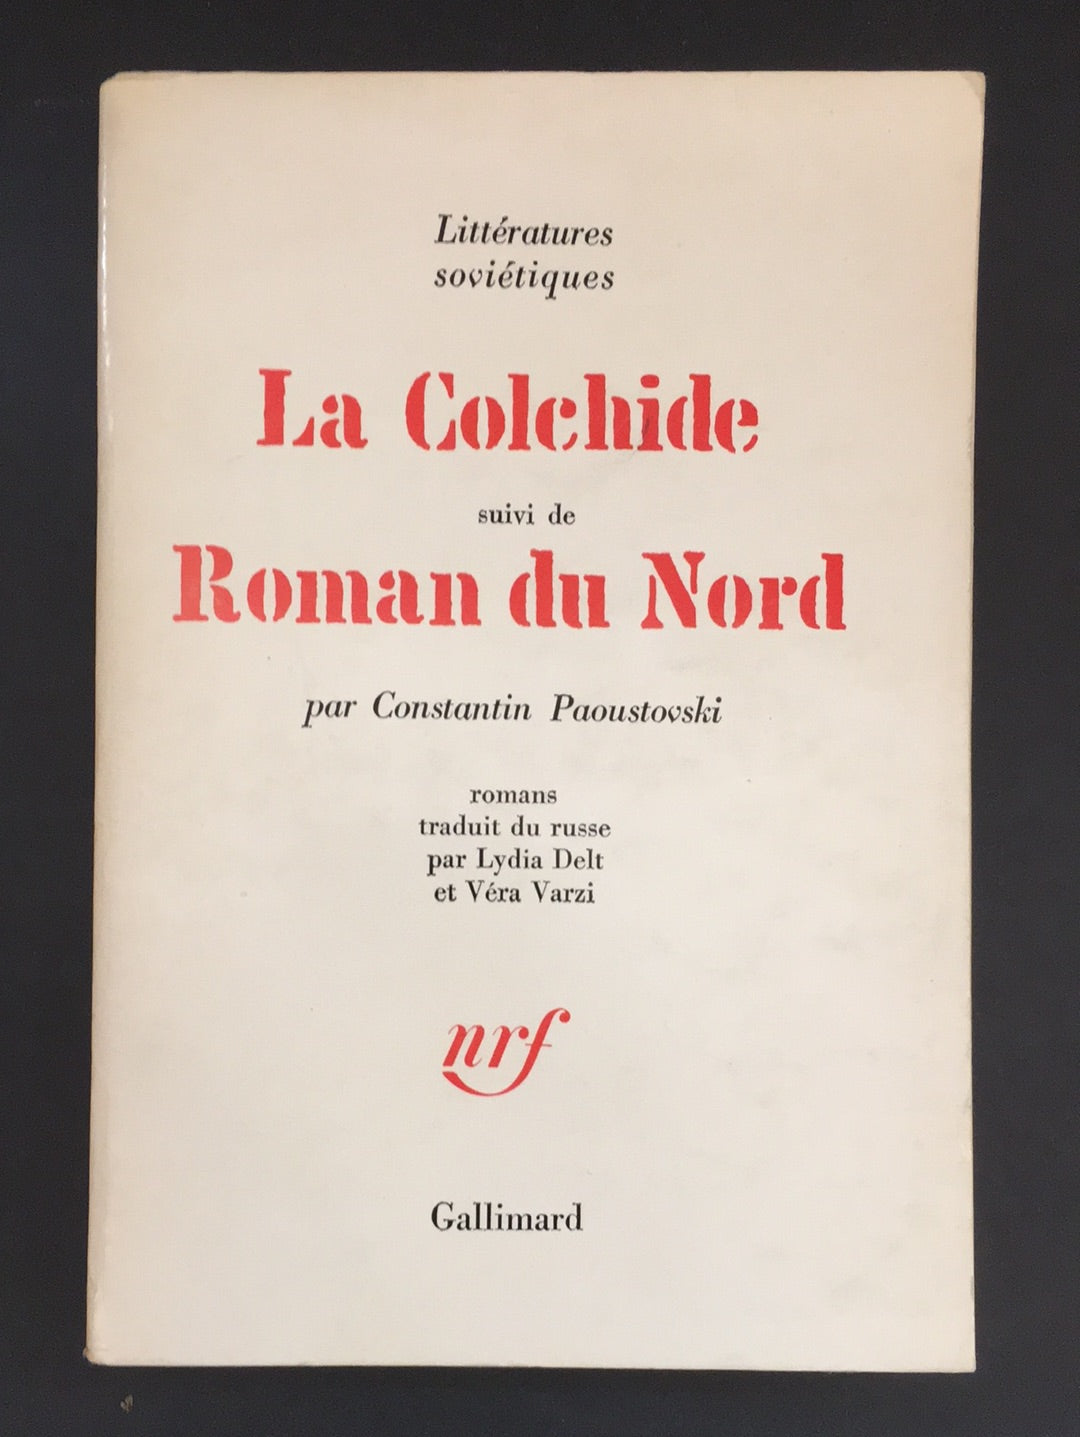 Littératures
soviétiques
La Colchide
suivi de
Roman du Nord
par Constantin Paoustovski
romans
traduit du russe
par Lydia Delt
et Véra Varzi
nrf
Gallimard